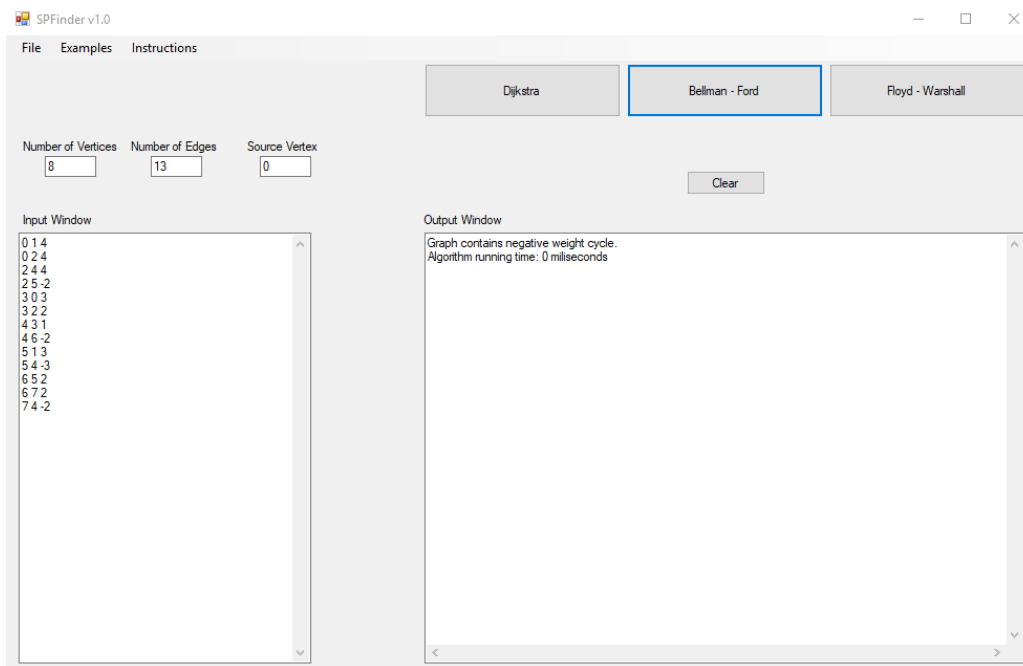 SPFinder v1.0
File Examples Instructions
Dijkstra Bellman - Ford Floyd - Warshall
Number of Vertices Number of Edges Source Vertex
8 13 0
Clear
Input Window Output Window
0 1 4
0 2 4
2 4 4
2 5 -2
3 0 3
3 2 2
4 3 1
4 6 -2
5 1 3
5 4 -3
6 5 2
6 7 2
7 4 -2
Graph contains negative weight cycle.
Algorithm running time: 0 miliseconds